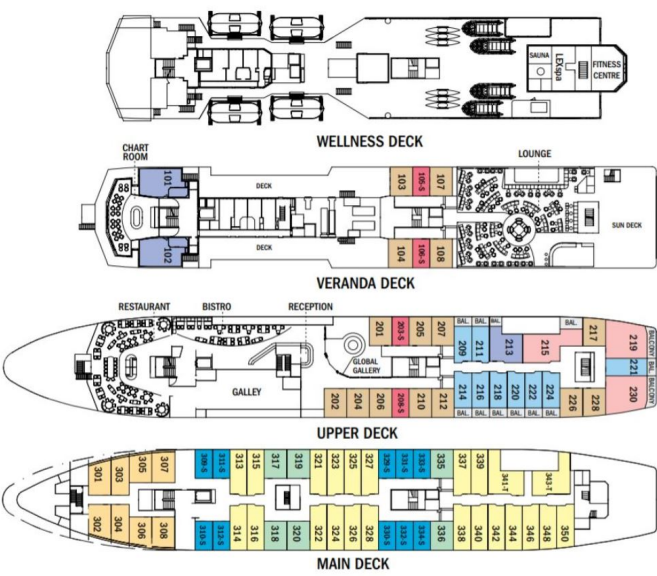 SAUNA
LEXspa
FITNESS
CENTRE
WELLNESS DECK
CHART
ROOM
LOUNGE
101
DECK
103
105-S
107
SUN DECK
102
DECK
104
106-S
108
VERANDA DECK
RESTAURANT
BISTRO
RECEPTION
201
203-S
205
207
BAL.
BAL.
BAL.
BAL.
217
219
BALCONY
209
211
213
215
GLOBAL
GALLERY
221
BAL.
GALLEY
214
216
218
220
222
224
230
BALCONY
202
204
206
208-S
210
212
226
228
BAL.
BAL.
BAL.
BAL.
BAL.
BAL.
UPPER DECK
301
303
305
307
309-S
311-S
313
315
317
319
321
323
325
327
329-S
331-S
333-S
335
337
339
341-T
343-T
302
304
306
308
310-S
312-S
314
316
318
320
322
324
326
328
330-S
332-S
334-S
336
338
340
342
344
346
348
350
MAIN DECK